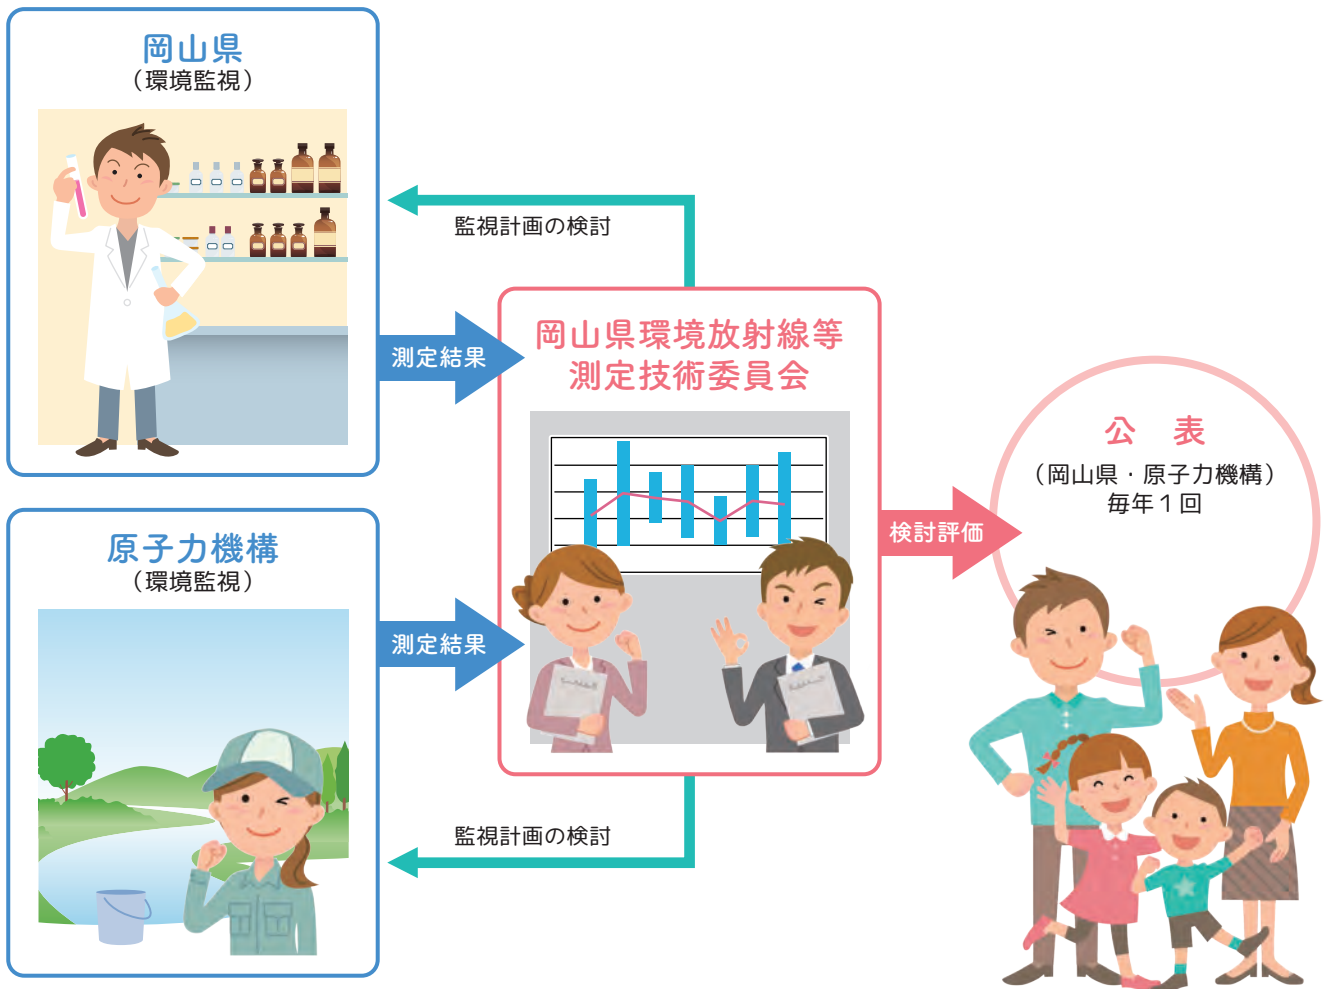 岡山県
（環境監視）
監視計画の検討
測定結果
岡山県環境放射線等
測定技術委員会
公　表
（岡山県・原子力機構）
毎年１回
検討評価
原子力機構
（環境監視）
測定結果
監視計画の検討